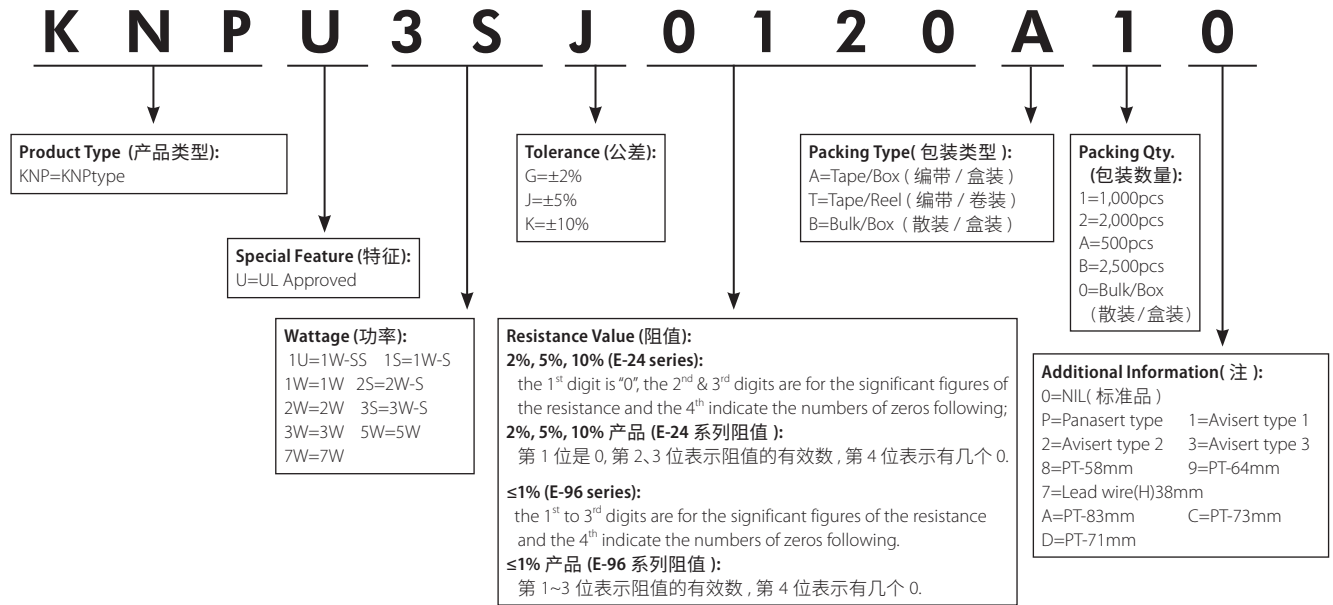 K N P U 3 S J 0 1 2 0 A 1 0
Product Type (产品类型):
KNP=KNPtype
Special Feature (特征):
U=UL Approved
Wattage (功率):
1U=1W-SS 1S=1W-S
1W=1W 2S=2W-S
2W=2W 3S=3W-S
3W=3W 5W=5W
7W=7W
Tolerance (公差):
G=±2%
J=±5%
K=±10%
Resistance Value (阻值):
2%, 5%, 10% (E-24 series):
the 1st digit is “0”, the 2nd & 3rd digits are for the significant figures of
the resistance and the 4th indicate the numbers of zeros following;
2%, 5%, 10% 产品 (E-24 系列阻值 ):
第 1 位是 0, 第 2、3 位表示阻值的有效数 , 第 4 位表示有几个 0.
≤1% (E-96 series):
the 1st to 3rd digits are for the significant figures of the resistance
and the 4th indicate the numbers of zeros following.
≤1% 产品 (E-96 系列阻值 ):
第 1~3 位表示阻值的有效数 , 第 4 位表示有几个 0.
Packing Type( 包装类型 ):
A=Tape/Box ( 编带 / 盒装 )
T=Tape/Reel ( 编带 / 卷装 )
B=Bulk/Box ( 散装 / 盒装 )
Packing Qty.
(包装数量):
1=1,000pcs
2=2,000pcs
A=500pcs
B=2,500pcs
0=Bulk/Box
(散装/盒装)
Additional Information( 注 ):
0=NIL( 标准品 )
P=Panasert type 1=Avisert type 1
2=Avisert type 2 3=Avisert type 3
8=PT-58mm 9=PT-64mm
7=Lead wire(H)38mm
A=PT-83mm C=PT-73mm
D=PT-71mm